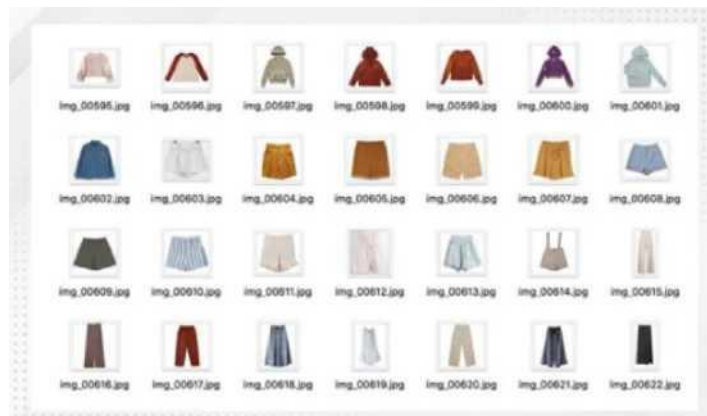 img_00595.jpg img_00596.jpg img_00597.jpg img_00598.jpg img_00599.jpg img_00600.jpg img_00601.jpg
img_00602.jpg img_00603.jpg img_00604.jpg img_00605.jpg img_00606.jpg img_00607.jpg img_00608.jpg
img_00609.jpg img_00610.jpg img_00611.jpg img_00612.jpg img_00613.jpg img_00614.jpg img_00615.jpg
img_00616.jpg img_00617.jpg img_00618.jpg img_00619.jpg img_00620.jpg img_00621.jpg img_00622.jpg